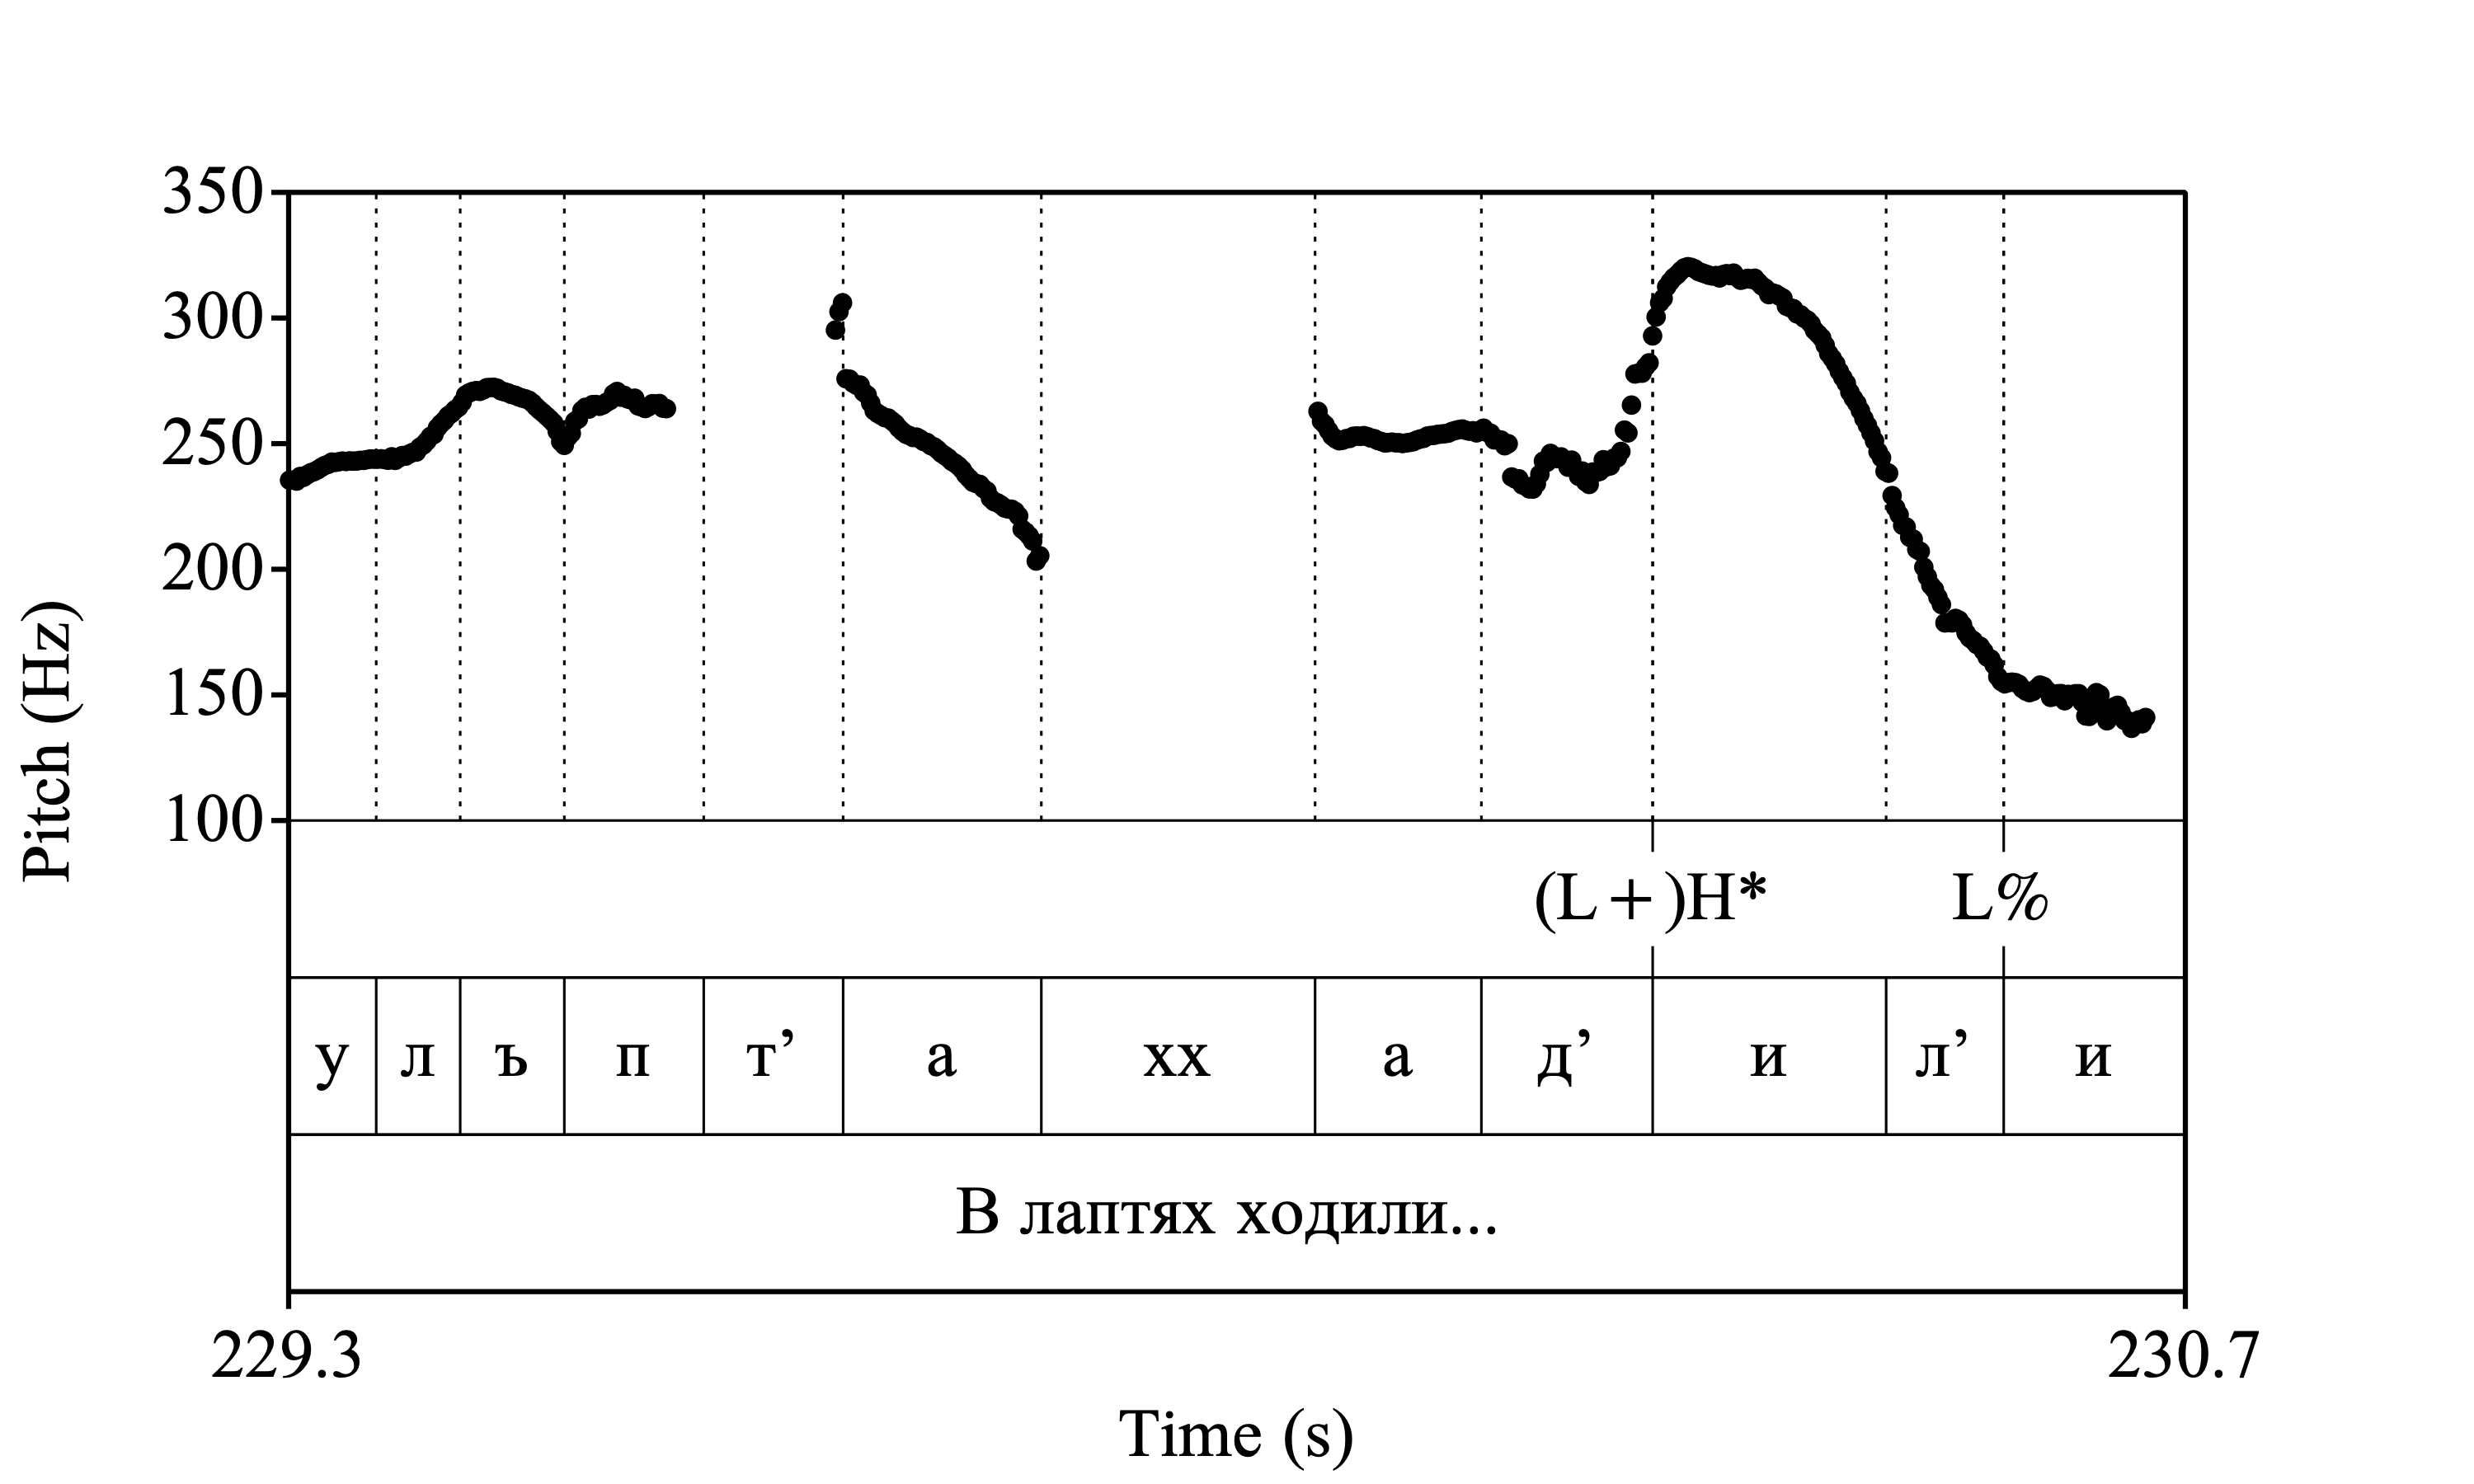 350
300
250
200
150
100
Pitch (Hz)
(L+)H* L%
у л ъ п т’ а хх а д’ и л’ и
В лаптях ходили...
229.3 230.7
Time (s)